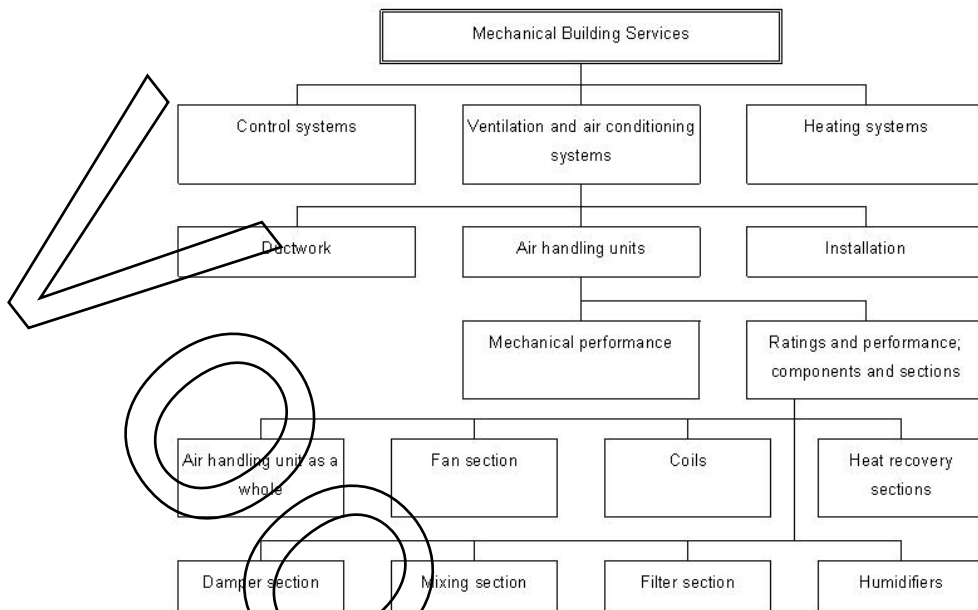 Mechanical Building Services
Control systems
Ventilation and air conditioning
systems
Heating systems
Ductwork
Air handling units
Installation
Mechanical performance
Ratings and performance;
components and sections
Air handling unit as a
whole
Fan section
Coils
Heat recovery
sections
Damper section
Mixing section
Filter section
Humidifiers